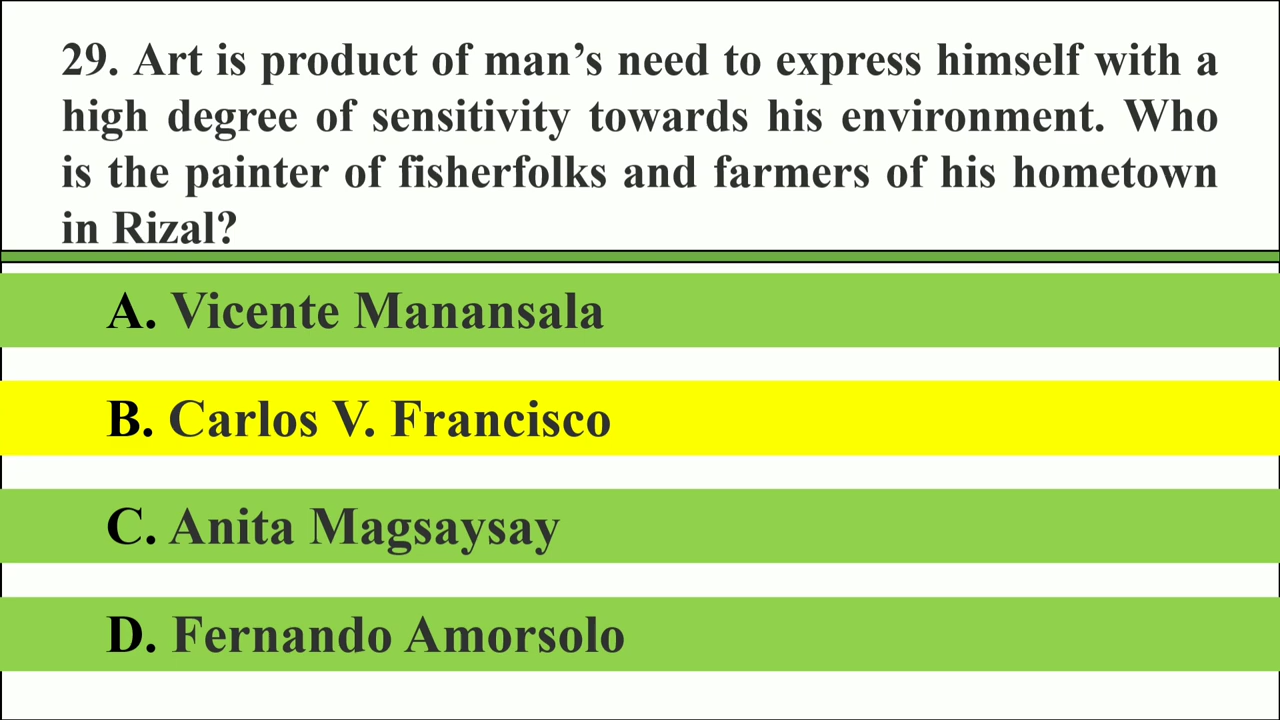 29. Art is product of man’s need to express himself with a
high degree of sensitivity towards his environment. Who
is the painter of fisherfolks and farmers of his hometown
in Rizal?
A. Vicente Manansala
B. Carlos V. Francisco
C. Anita Magsaysay
D. Fernando Amorsolo